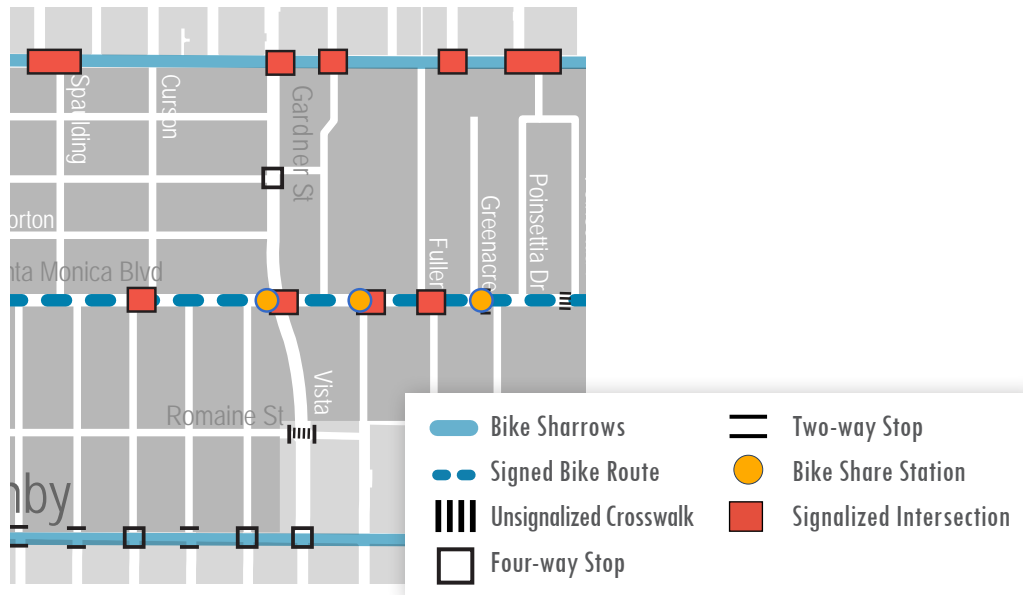 Spaulding
Curson
Gardner St
orton
nta Monica Blvd
Fuller
Greenacre
Poinsettia Dr
Vista
Romaine St
nby
Bike Sharrows
Signed Bike Route
Unsignalized Crosswalk
Four-way Stop
Two-way Stop
Bike Share Station
Signalized Intersection